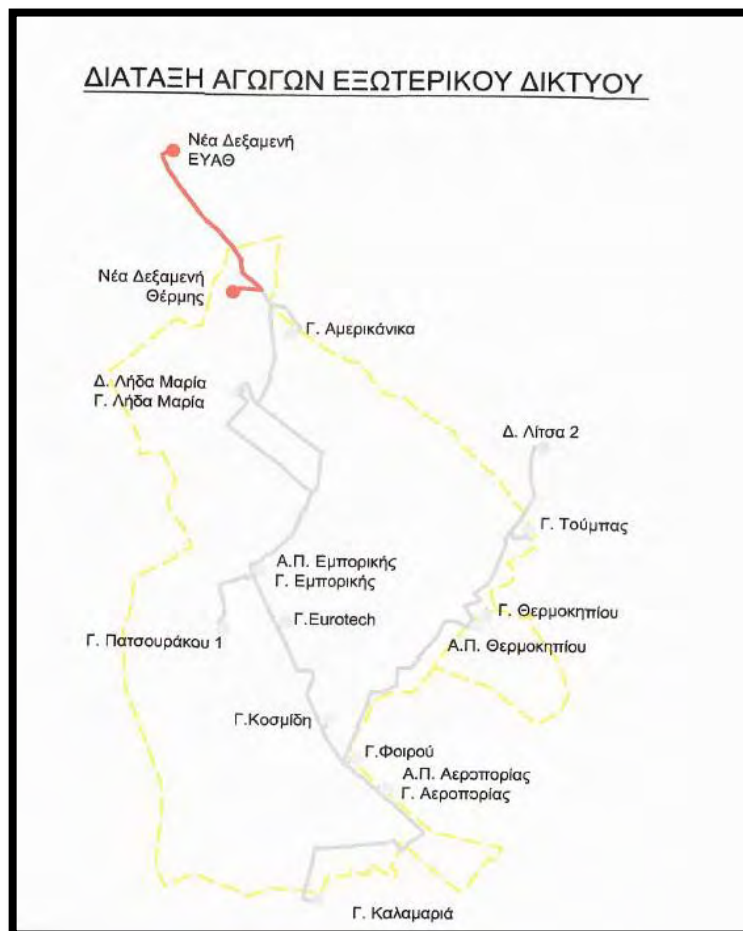 ΔΙΑΤΑΞΗ ΑΓΩΓΩΝ ΕΞΩΤΕΡΙΚΟΥ ΔΙΚΤΥΟΥ
Νέα Δεξαμενή
ΕΥΑΘ
Νέα Δεξαμενή
Θέρμης
Γ. Αμερικάνικα
Δ. Λήδα Μαρία
Γ. Λήδα Μαρία
Δ. Λίτσα 2
Γ. Τούμπας
Α.Π. Εμπορικής
Γ. Εμπορικής
Γ.Eurotech
Γ. Θερμοκηπίου
Γ. Πατσουράκου 1
Α.Π. Θερμοκηπίου
Γ.Κοσμίδη
Γ.Φοιρού
Α.Π. Αεροπορίας
Γ. Αεροπορίας
Γ. Καλαμαριά